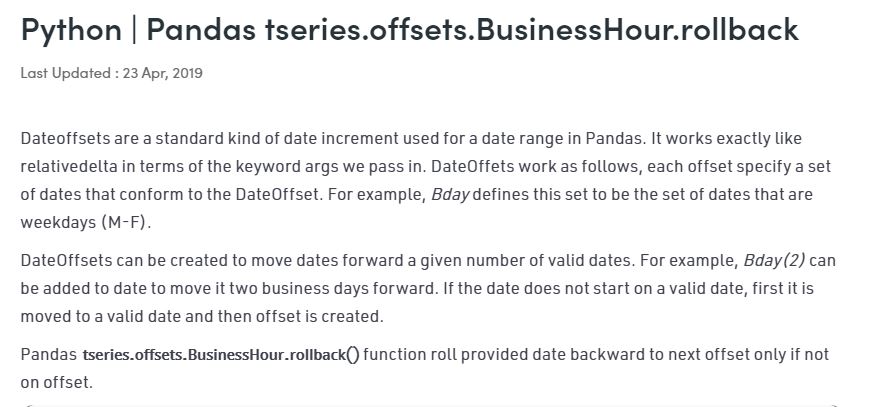 Python | Pandas tseries.offsets.BusinessHour.rollback
Last Updated : 23 Apr, 2019
Dateoffsets are a standard kind of date increment used for a date range in Pandas. It works exactly like
relativedelta in terms of the keyword args we pass in. DateOffets work as follows, each offset specify a set
of dates that conform to the DateOffset. For example, Bday defines this set to be the set of dates that are
weekdays (M-F).
DateOffsets can be created to move dates forward a given number of valid dates. For example, Bday(2) can
be added to date to move it two business days forward. If the date does not start on a valid date, first it is
moved to a valid date and then offset is created.
Pandas tseries.offsets.BusinessHour.rollback() function roll provided date backward to next offset only if not
on offset.